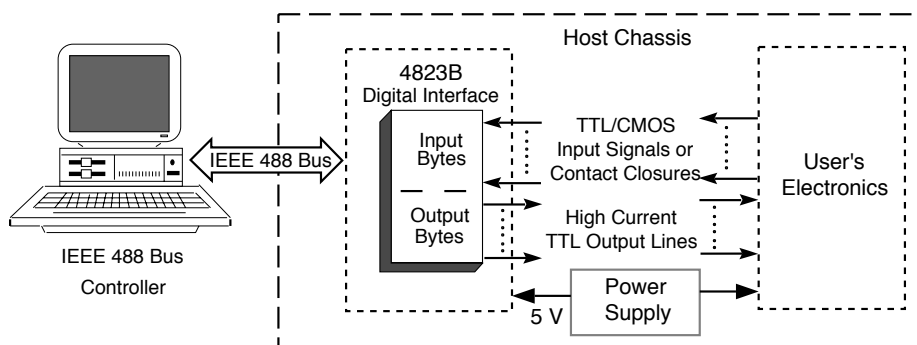 Host Chassis
4823B
Digital Interface
Input
Bytes
Output
Bytes
IEEE 488 Bus
TTL/CMOS
Input Signals or
Contact Closures
High Current
TTL Output Lines
User's
Electronics
IEEE 488 Bus
Controller
5 V
Power
Supply